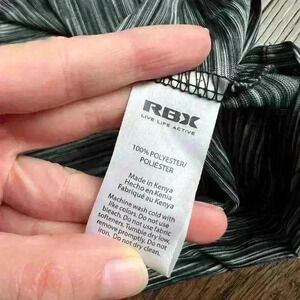 RBX
LIVE LIFE ACTIVE
100% POLYESTER/
POLIÉSTER
Made in Kenya
Hecho en Kenia
Fabriqué au Kenya
Machine wash cold with
like colors. Do not use
bleach. Do not use fabric
softeners. Tumble dry low,
remove promptly. Do not
iron. Do not dry clean.